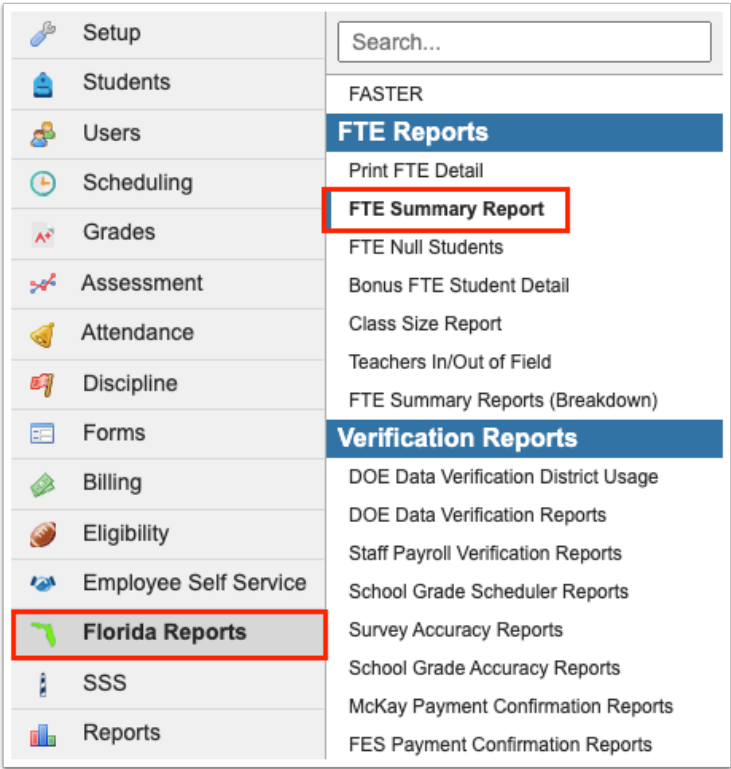 Setup
Students
Users
Scheduling
Grades
Assessment
Attendance
Discipline
Forms
Billing
Eligibility
Employee Self Service
Florida Reports
SSS
Reports
Search...
FASTER
FTE Reports
Print FTE Detail
FTE Summary Report
FTE Null Students
Bonus FTE Student Detail
Class Size Report
Teachers In/Out of Field
FTE Summary Reports (Breakdown)
Verification Reports
DOE Data Verification District Usage
DOE Data Verification Reports
Staff Payroll Verification Reports
School Grade Scheduler Reports
Survey Accuracy Reports
School Grade Accuracy Reports
McKay Payment Confirmation Reports
FES Payment Confirmation Reports